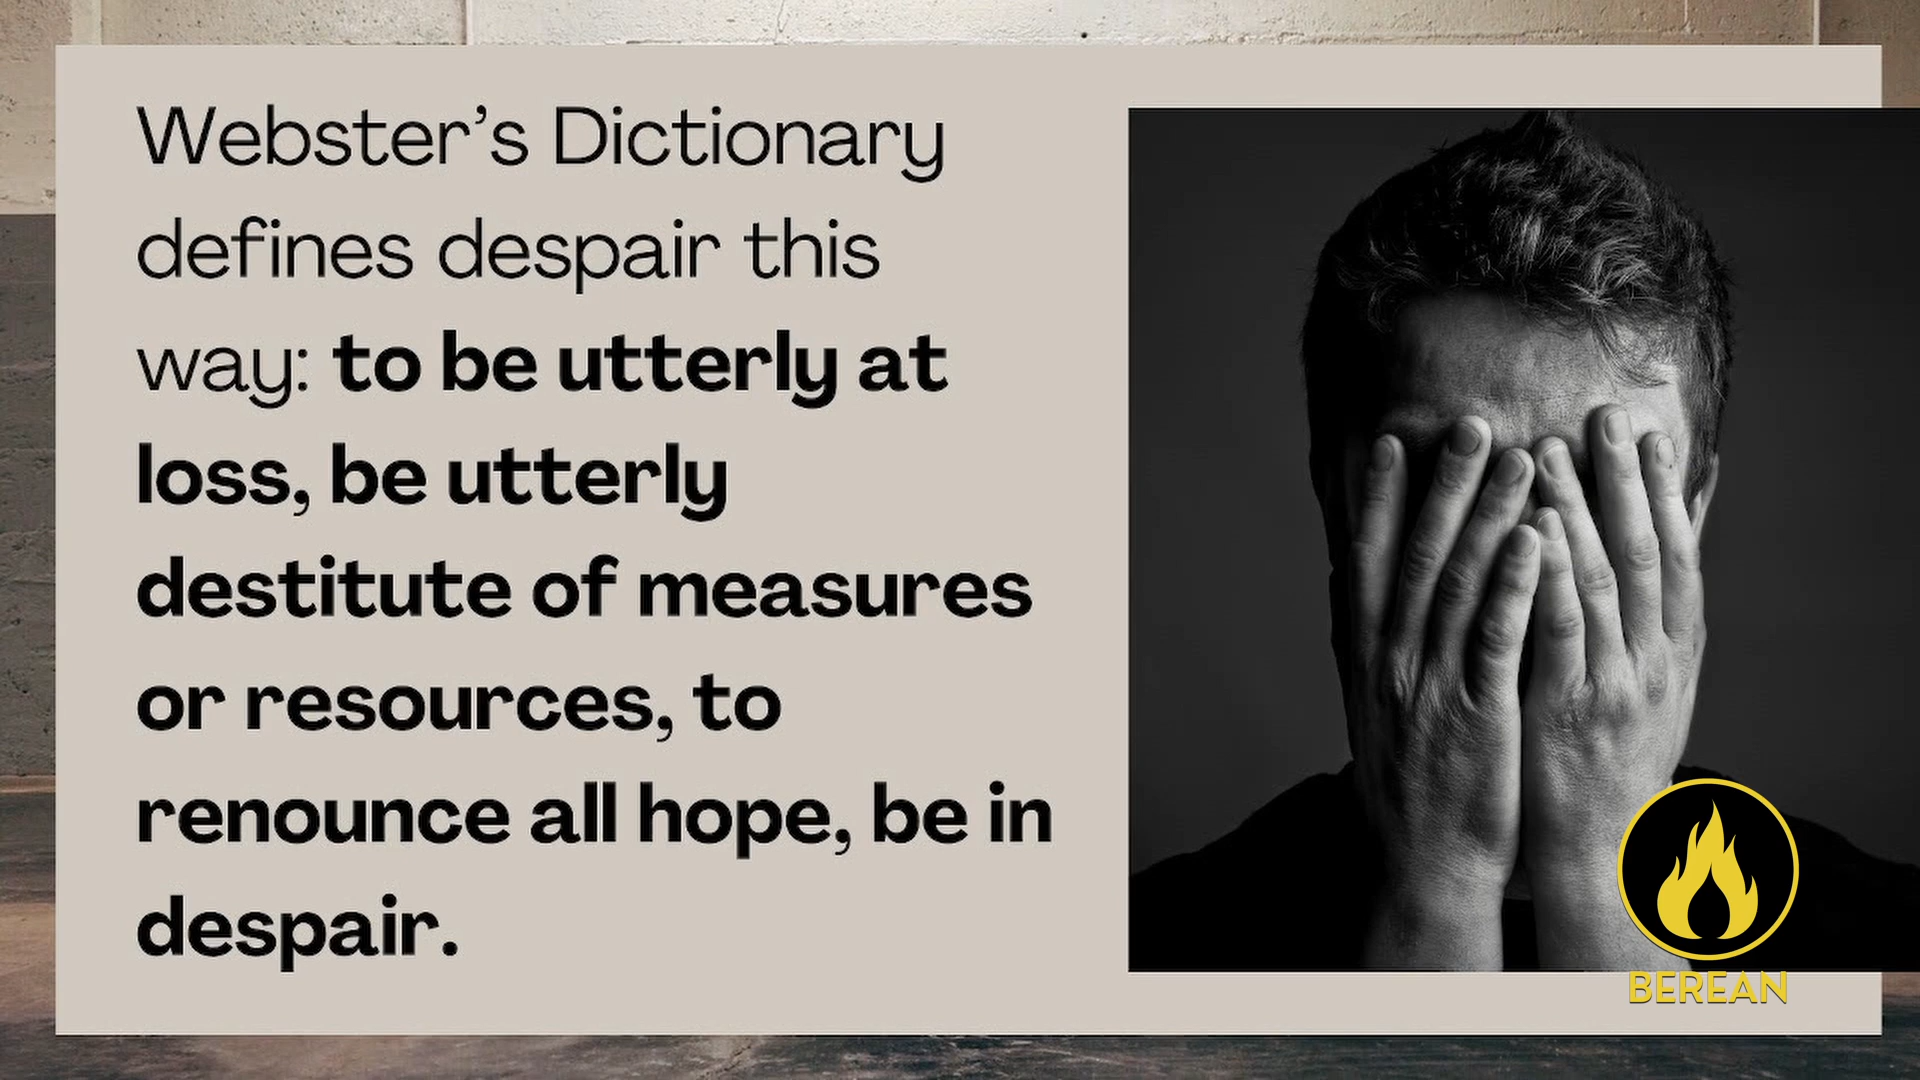 Webster’s Dictionary
defines despair this
way: to be utterly at
loss, be utterly
destitute of measures
or resources, to
renounce all hope, be in
despair.
BEREAN